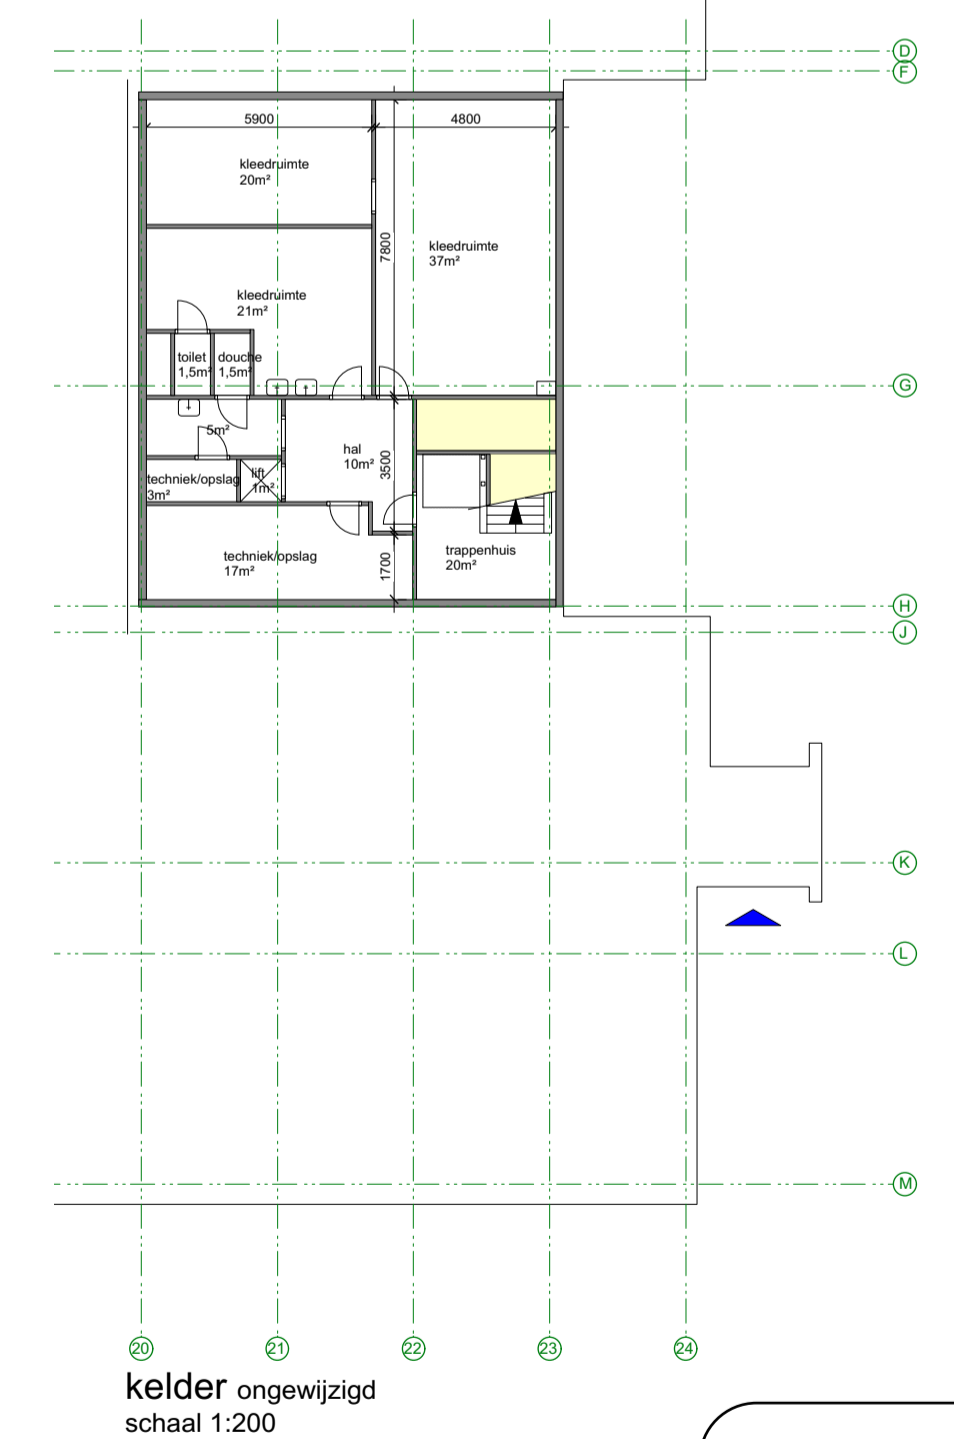 D
F
5900
4800
kleedruimte
20m²
7800
kleedruimte
37m²
kleedruimte
21m²
toilet
1,5m²
douche
1,5m²
G
5m²
hal
10m²
3500
lift
1m²
techniek/opslag
3m²
techniek/opslag
17m²
1700
trappenhuis
20m²
H
J
K
L
M
20
21
22
23
24
kelder ongewijzigd
schaal 1:200